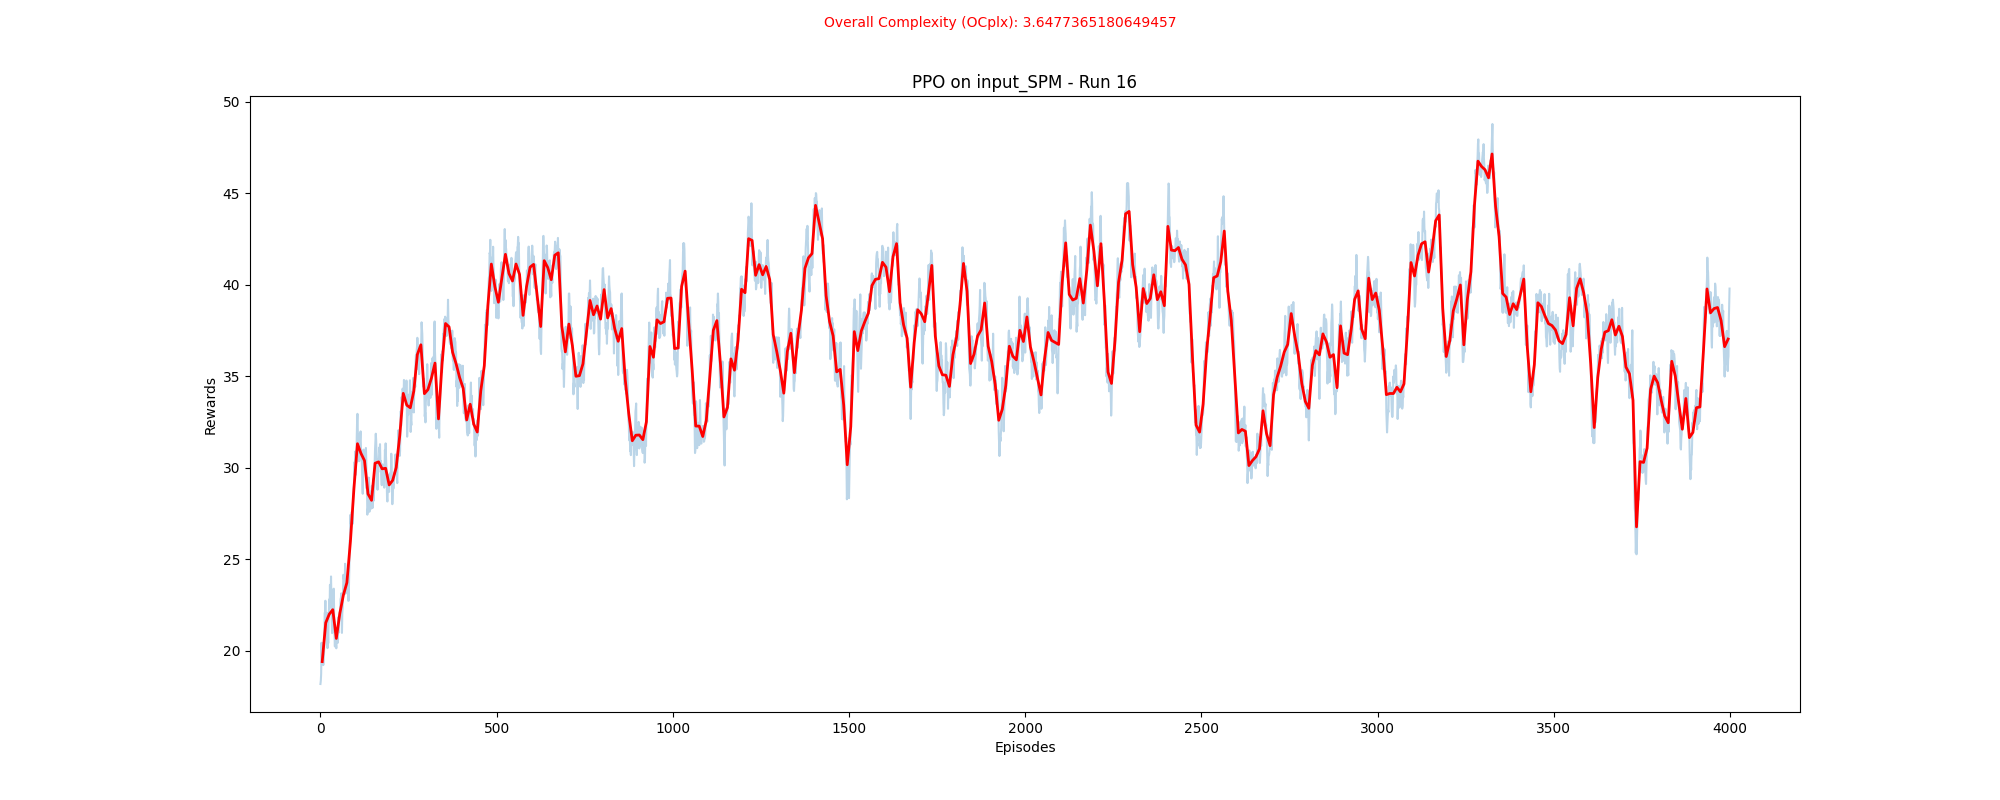 Overall Complexity (OCplx): 3.6477365180649457
PPO on input_SPM - Run 16
50
45
40
35
30
25
20
Rewards
0 500 1000 1500 2000 2500 3000 3500 4000
Episodes